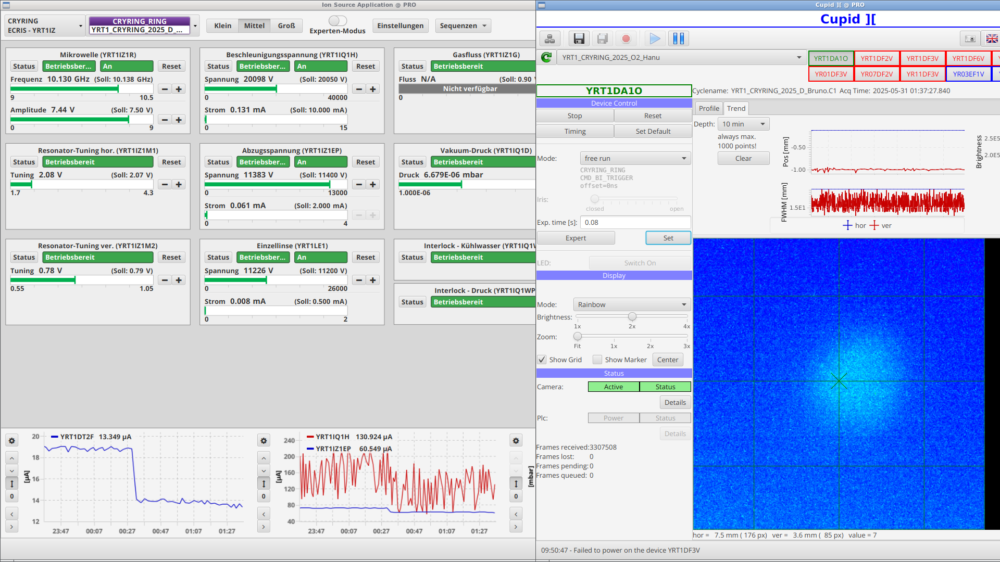 Ion Source Application @ PRO
CRYRING
ECRIS - YRT1IZ
CRYRING_RING
YRT1_CRYRING_2025_D_...
Klein Mittel Groß
Experten-Modus
Einstellungen
Sequenzen
Mikrowelle (YRT1IZ1R)
Status Betriebsber... An Reset
Frequenz 10.130 GHz (Soll: 10.138 GHz)
9 10.5
Amplitude 7.44 V (Soll: 7.50 V)
0 9
Beschleunigungsspannung (YRT1IQ1H)
Status Betriebsber... An Reset
Spannung 20098 V (Soll: 20050 V)
0 40000
Strom 0.131 mA (Soll: 10.000 mA)
0 15
Gasfluss (YRT1IZ1G)
Status Betriebsbereit
Fluss N/A (Soll: 0.90
Nicht verfügbar
0
Resonator-Tuning hor. (YRT1IZ1M1)
Status Betriebsbereit Reset
Tuning 2.08 V (Soll: 2.07 V)
1.7 4.3
Abzugsspannung (YRT1IZ1EP)
Status Betriebsber... An Reset
Spannung 11383 V (Soll: 11400 V)
0 13000
Strom 0.061 mA (Soll: 2.000 mA)
0 4
Vakuum-Druck (YRT1IQ1D)
Status Betriebsbereit
Druck 6.679E-06 mbar
1.000E-06
Resonator-Tuning ver. (YRT1IZ1M2)
Status Betriebsbereit Reset
Tuning 0.78 V (Soll: 0.79 V)
0.55 1.05
Einzellinse (YRT1LE1)
Status Betriebsber... An Reset
Spannung 11226 V (Soll: 11200 V)
0 26000
Strom 0.008 mA (Soll: 0.500 mA)
0 2
Interlock - Kühlwasser (YRT1IQ1W
Status Betriebsbereit
Interlock - Druck (YRT1IQ1WP
Status Betriebsbereit
YRT1DT2F 13.349 µA
[µA]
20
18
16
14
12
23:47 00:07 00:27 00:47 01:07 01:27
0
YRT1IQ1H 130.924 µA
YRT1IZ1EP 60.549 µA
[µA]
240
200
160
120
80
40
23:47 00:07 00:27 00:47 01:07 01:27
0
0
[mbar]
Cupid ][ @ PRO
Cupid ][
YRT1_CRYRING_2025_O2_Hanu
YRT1DA1O YRT1DF2V YRT1DF3V YRT1DF6V
YR01DF3V YR07DF2V YR11DF3V YR03EF1V
YRT1DA1O
Cyclename: YRT1_CRYRING_2025_D_Bruno.C1 Acq Time: 2025-05-31 01:37:27.840
Device Control
Stop Reset
Timing Set Default
Mode: free run
CRYRING_RING
CMD_BI_TRIGGER
offset=0ns
Iris:
closed open
Exp. time [s]: 0.08
Expert Set
LED: Switch On
Display
Mode: Rainbow
Brightness:
1x 2x 4x
Zoom:
Fit 1x 2x 3x
Show Grid Show Marker Center
Status
Camera: Active Status
Details
Plc: Power Status
Details
Frames received:3307508
Frames lost: 0
Frames pending: 0
Frames queued: 0
Profile Trend
Depth: 10 min
always max.
1000 points!
Clear
Pos [mm]
-0.50
-1.00
FWHM [mm]
1.5E1
hor ver
Brightness
2.5E5
2.0E5
hor = 7.5 mm ( 176 px) ver = 3.6 mm ( 85 px) value = 7
09:50:47 - Failed to power on the device YRT1DF3V